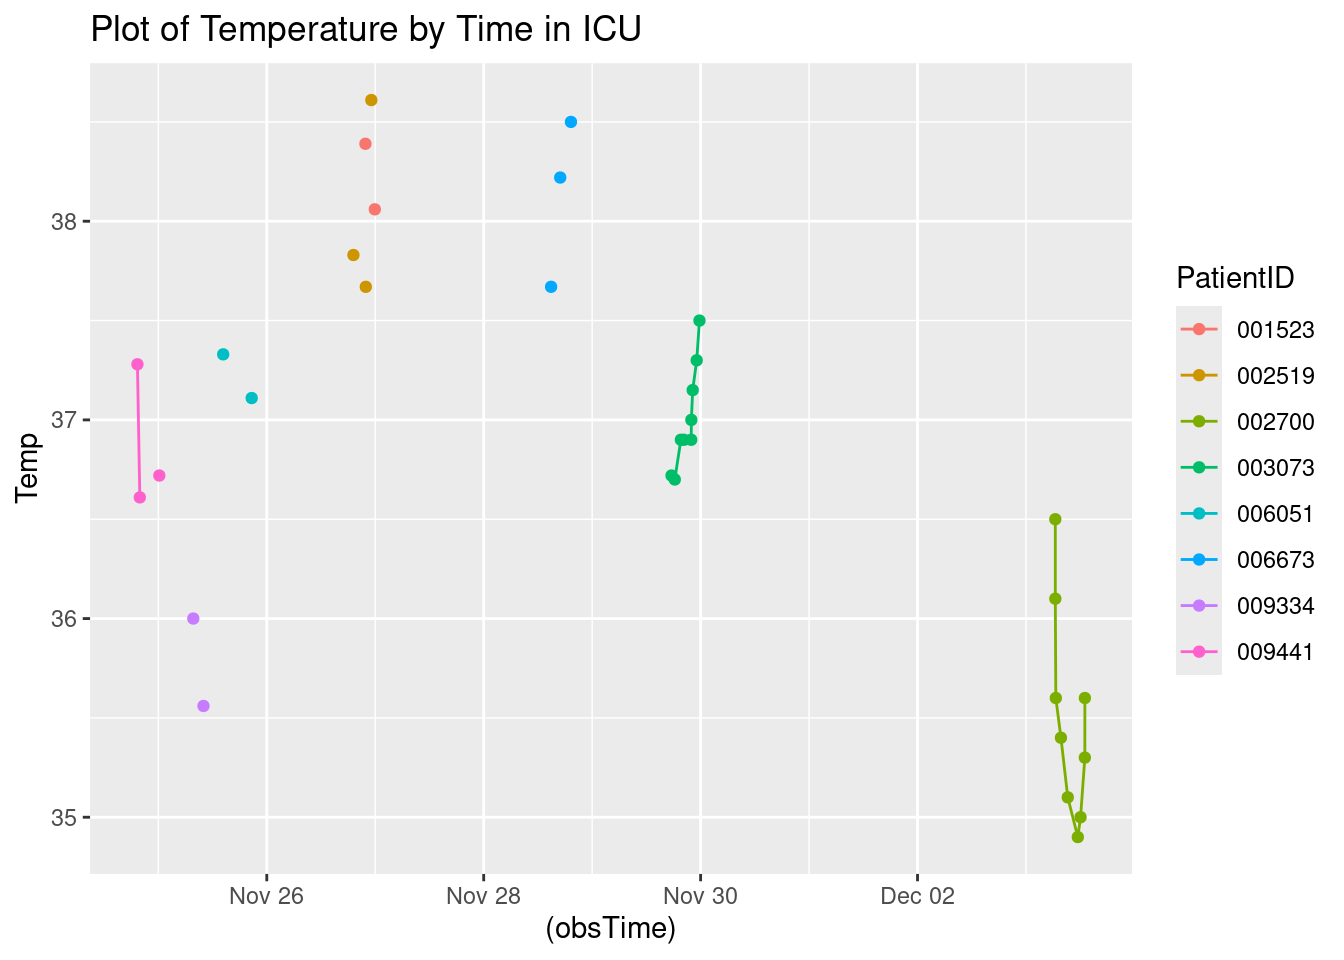 Plot of Temperature by Time in ICU
38
37
36
35
Temp
Nov 26 Nov 28 Nov 30 Dec 02
(obsTime)
PatientID
001523
002519
002700
003073
006051
006673
009334
009441